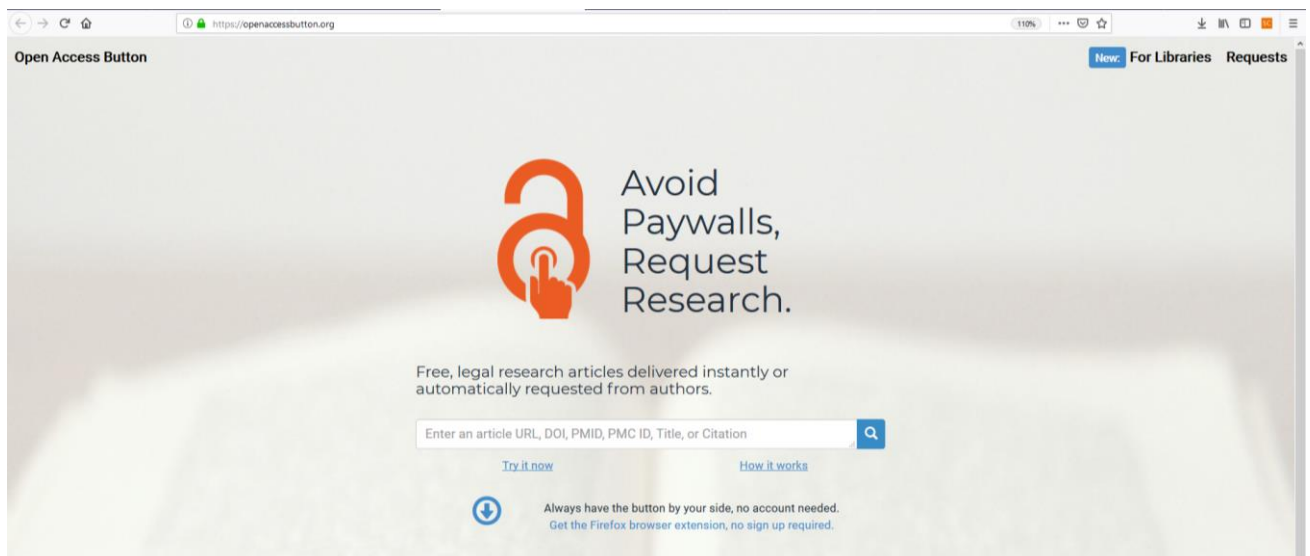 https://openaccessbutton.org
110%
Open Access Button
New: For Libraries Requests
Avoid
Paywalls,
Request
Research.
Free, legal research articles delivered instantly or
automatically requested from authors.
Enter an article URL, DOI, PMID, PMC ID, Title, or Citation
Try it now
How it works
Always have the button by your side, no account needed.
Get the Firefox browser extension, no sign up required.